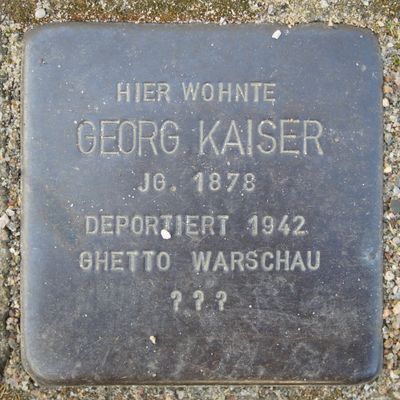 HIER WOHNTE
GEORG KAISER
JG. 1878
DEPORTIERT 1942
GHETTO WARSCHAU
? ? ?